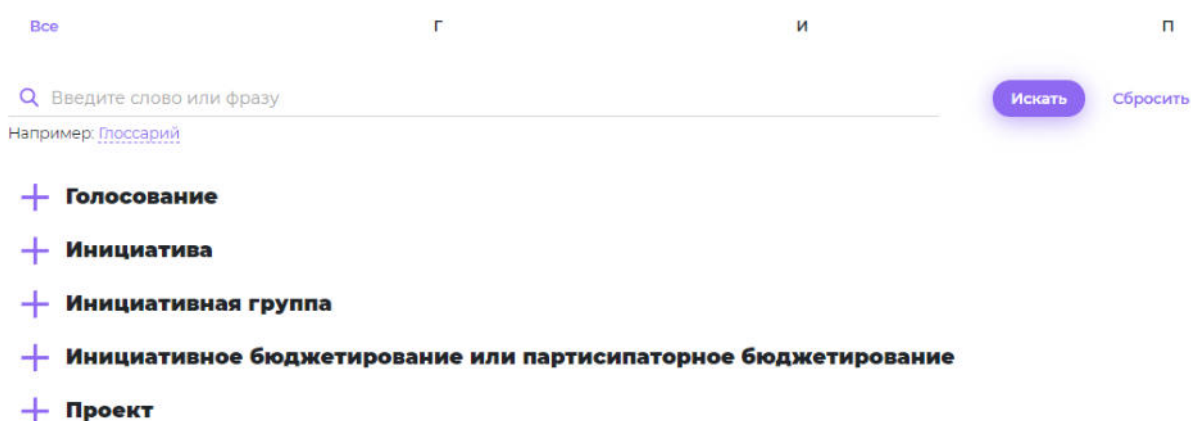 Все Г И П
Введите слово или фразу Искать Сбросить
Например: Глоссарий
Голосование
Инициатива
Инициативная группа
Инициативное бюджетирование или партисипаторное бюджетирование
Проект